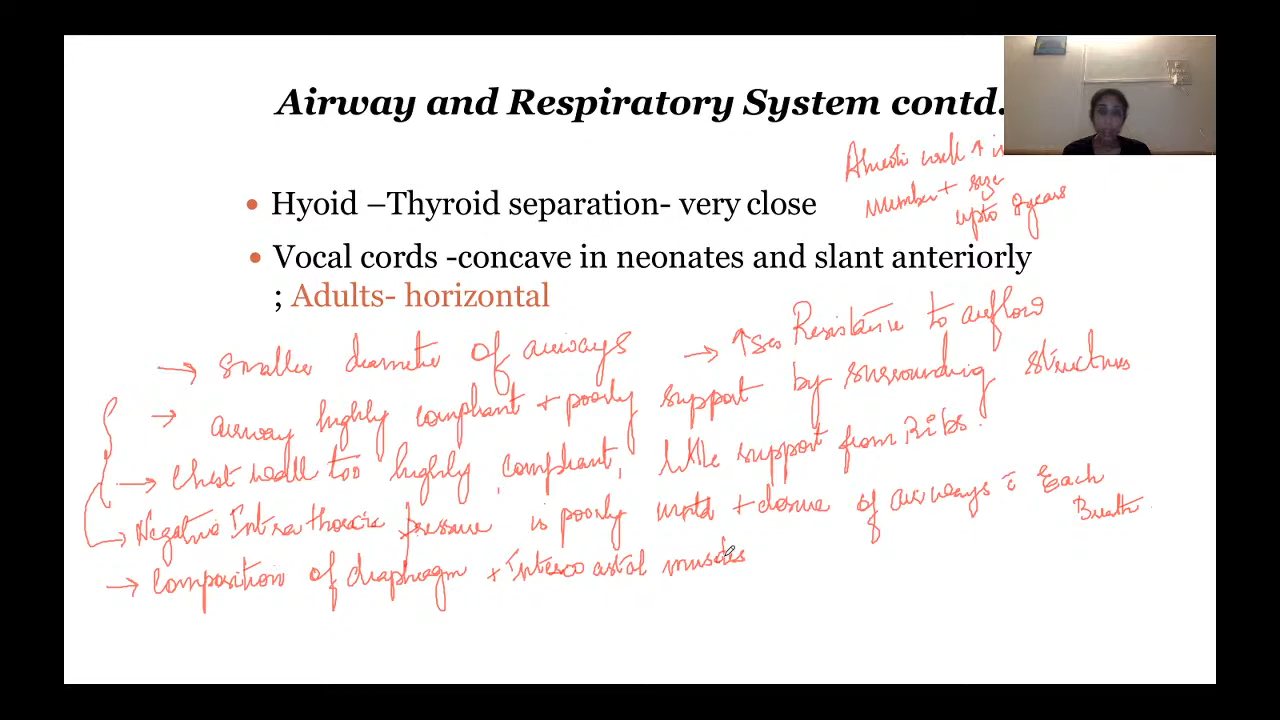 Airway and Respiratory System contd.
Alveoli wall ↑ in
number + size
upto 8 years
• Hyoid –Thyroid separation- very close
• Vocal cords -concave in neonates and slant anteriorly
; Adults- horizontal
→ smaller diameter of airways → ↑ses Resistance to airflow
→ airway highly compliant + poorly support by surrounding structures
→ Chest wall too highly compliant, little support from Ribs.
→ Negative Intrathoracic pressure is poorly + closure of airways c̄ Each
Breath.
→ Composition of diaphragm + Intercoastal muscles